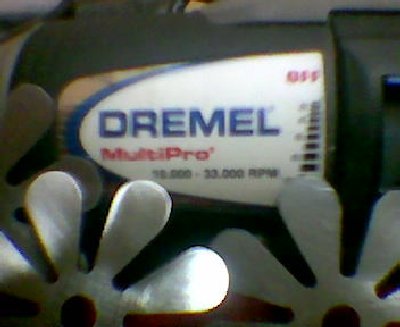 OFF
DREMEL
MultiPro
10,000 - 33,000 RPM